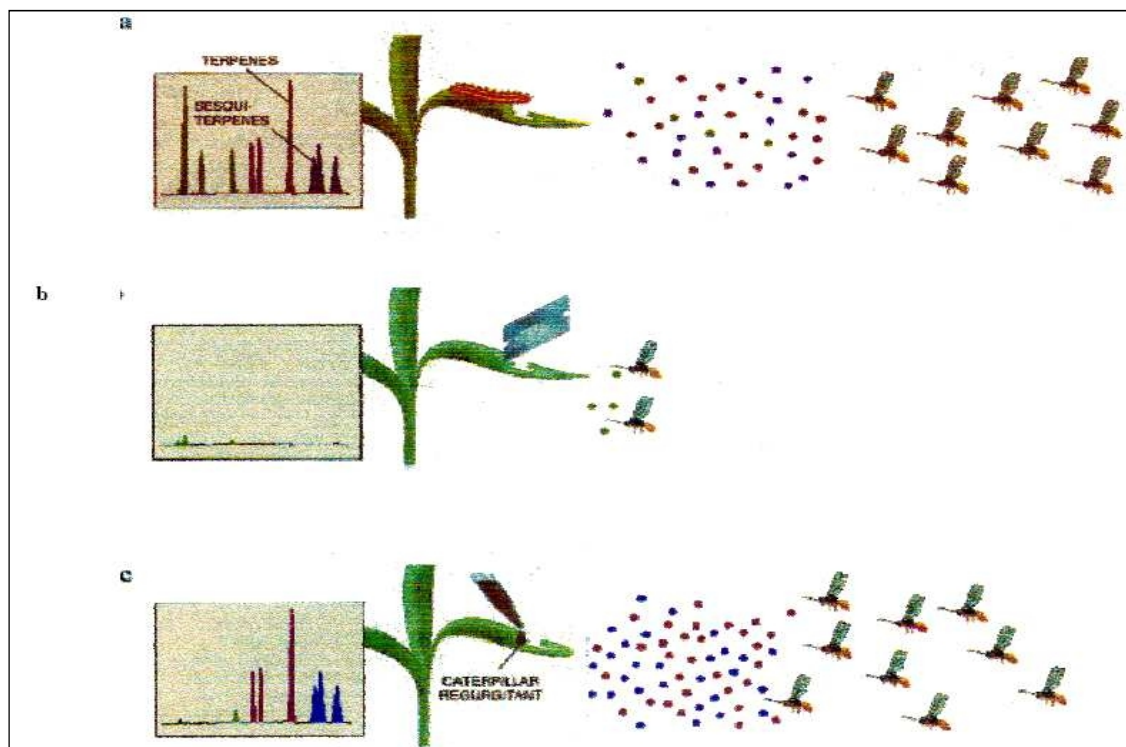 a
TERPENES
SESQUI-
TERPENES
b
c
CATERPILLAR
REGURGITANT